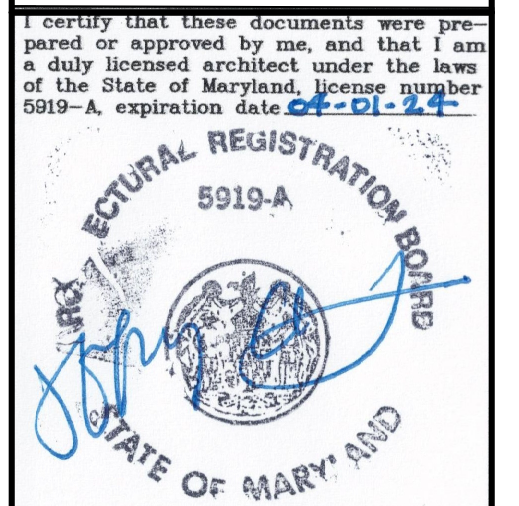 I certify that these documents were pre-
pared or approved by me, and that I am
a duly licensed architect under the laws
of the State of Maryland, license number
5919-A, expiration date 04-01-24
ECTURAL REGISTRATION BOARD
5919-A
STATE OF MARY AND